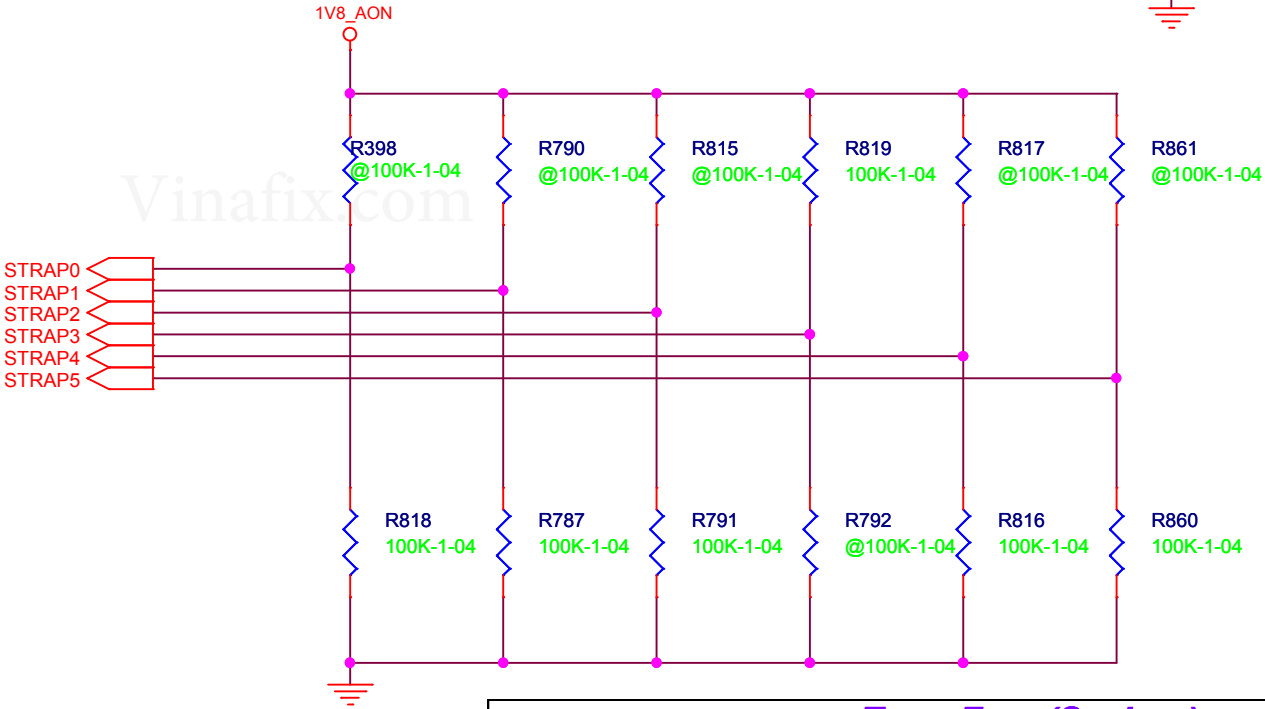 1V8_AON
R398
@100K-1-04
R790
@100K-1-04
R815
@100K-1-04
R819
100K-1-04
R817
@100K-1-04
R861
@100K-1-04
Vinafix.com
STRAP0
STRAP1
STRAP2
STRAP3
STRAP4
STRAP5
R818
100K-1-04
R787
100K-1-04
R791
100K-1-04
R792
@100K-1-04
R816
100K-1-04
R860
100K-1-04